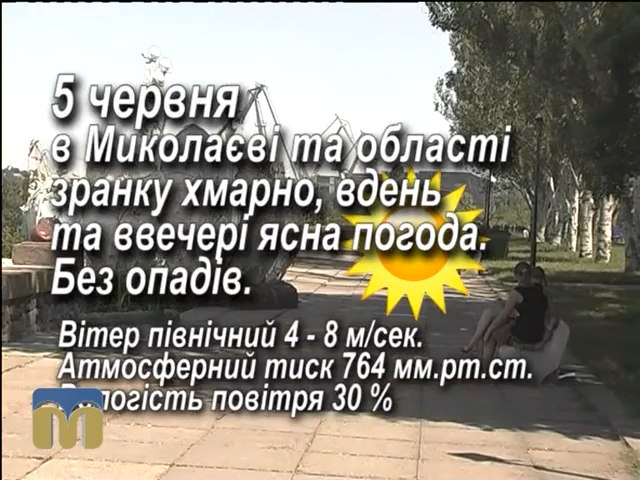 5 червня
в Миколаєві та області
зранку хмарно, вдень
та ввечері ясна погода.
Без опадів.
Вітер північний 4 - 8 м/сек.
Атмосферний тиск 764 мм.рт.ст.
Вологість повітря 30 %